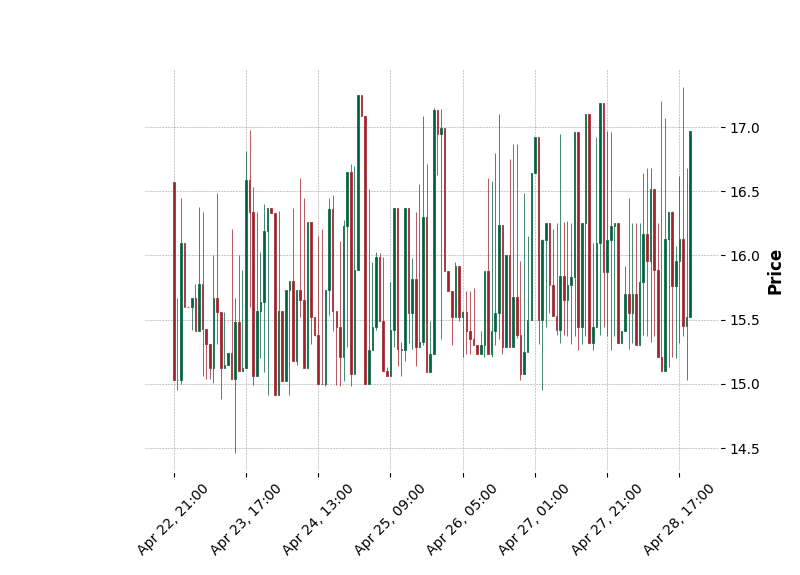 17.0
16.5
16.0
15.5
15.0
14.5
Price
Apr 22, 21:00
Apr 23, 17:00
Apr 24, 13:00
Apr 25, 09:00
Apr 26, 05:00
Apr 27, 01:00
Apr 27, 21:00
Apr 28, 17:00